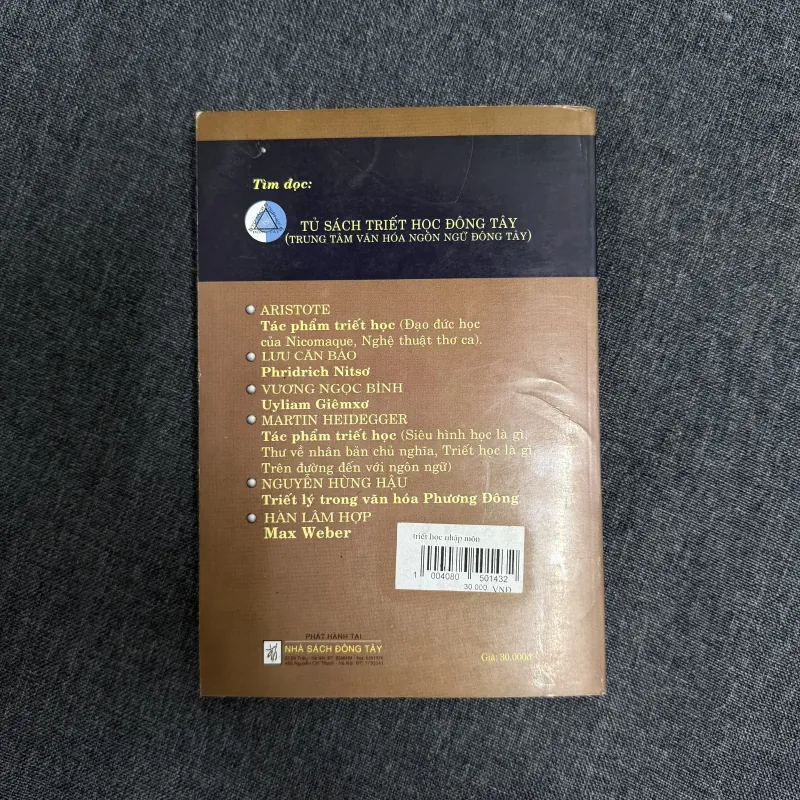 Tìm đọc:
TỦ SÁCH TRIẾT HỌC ĐÔNG TÂY
(TRUNG TÂM VĂN HÓA NGÔN NGỮ ĐÔNG TÂY)
ARISTOTE
Tác phẩm triết học (Đạo đức học
của Nicomaque, Nghệ thuật thơ ca).
LƯU CĂN BÁO
Phridrich Nitsơ
VƯƠNG NGỌC BÌNH
Uyliam Giêmxơ
MARTIN HEIDEGGER
Tác phẩm triết học (Siêu hình học là gì,
Thư về nhân bản chủ nghĩa, Triết học là gì,
Trên đường đến với ngôn ngữ)
NGUYỄN HÙNG HẬU
Triết lý trong văn hóa Phương Đông
HÀN LÂM HỢP
Max Weber
triết học nhập môn
1 004080 501432
30.000 VNĐ
PHÁT HÀNH TẠI
NHÀ SÁCH ĐÔNG TÂY
Giá: 30.000đ